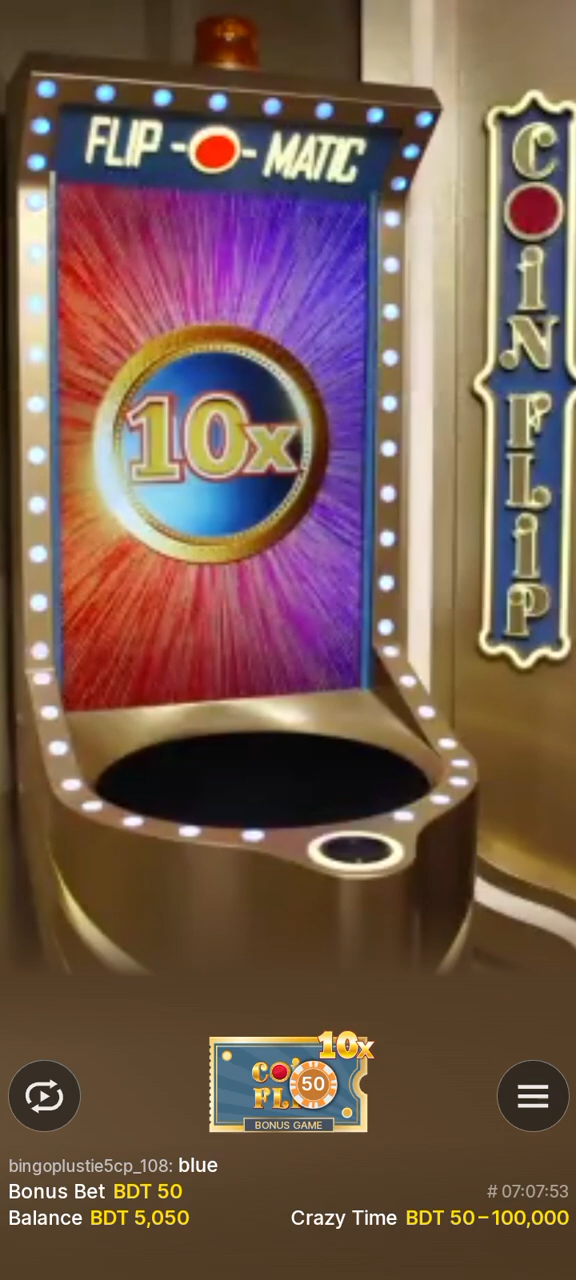 FLIP-O-MATIC
COiN FLiP
10x
10x
COIN
50
FLI
BONUS GAME
bingoplustie5cp_108: blue
Bonus Bet BDT 50
# 07:07:53
Balance BDT 5,050
Crazy Time BDT 50–100,000